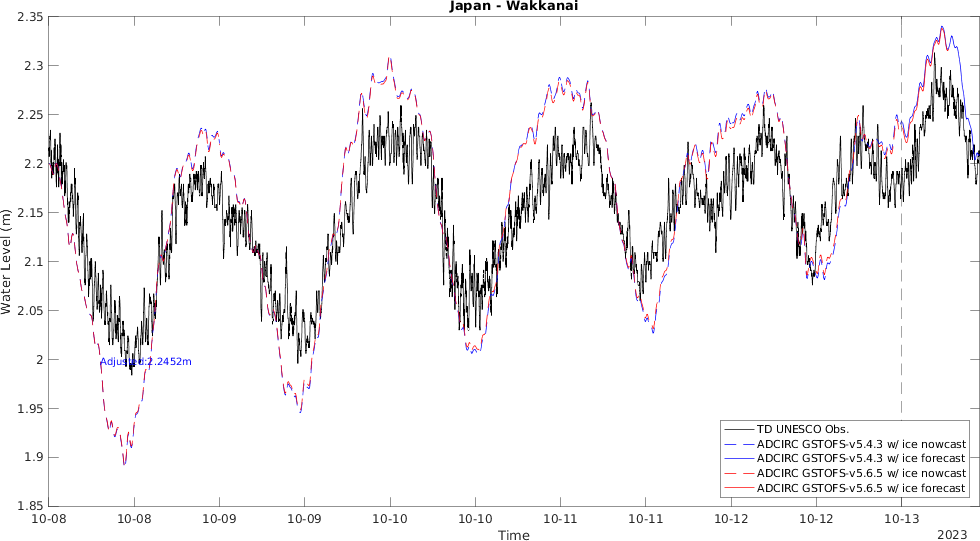 Japan - Wakkanai
2.35
2.3
2.25
2.2
2.15
2.1
2.05
2
1.95
1.9
1.85
Water Level (m)
Adjusted:2.2452m
TD UNESCO Obs.
ADCIRC GSTOFS-v5.4.3 w/ ice nowcast
ADCIRC GSTOFS-v5.4.3 w/ ice forecast
ADCIRC GSTOFS-v5.6.5 w/ ice nowcast
ADCIRC GSTOFS-v5.6.5 w/ ice forecast
10-08 10-08 10-09 10-09 10-10 10-10 10-11 10-11 10-12 10-12 10-13
Time
2023